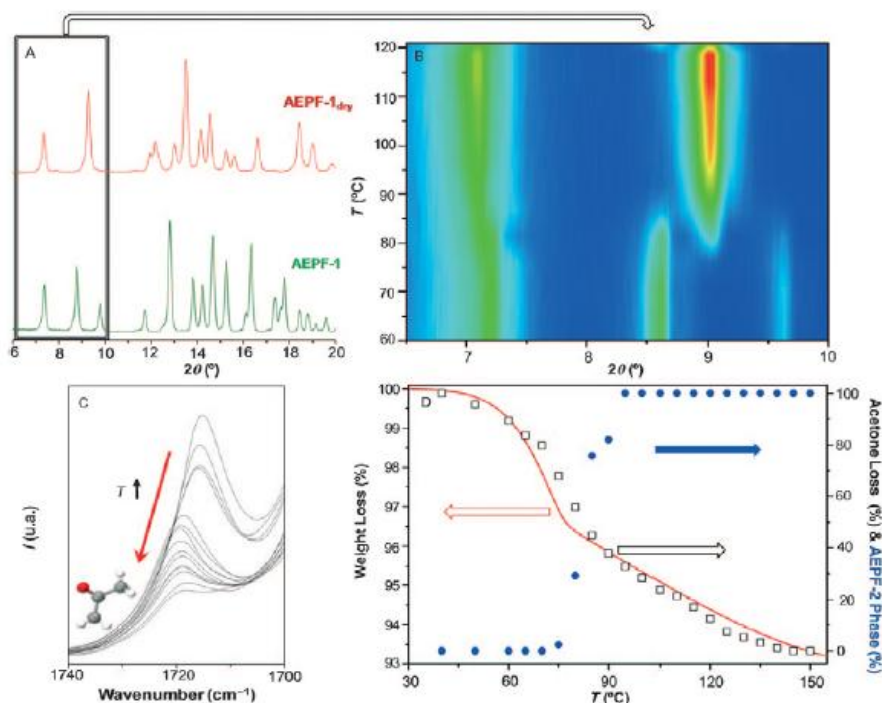 A
AEPF-1dry
AEPF-1
6 8 10 12 14 16 18 20
2θ (º)
B
120
110
100
90
80
70
60
T (ºC)
7 8 9 10
2θ (º)
C
T
I (u.a.)
1740 1720 1700
Wavenumber (cm⁻¹)
D
100
99
98
97
96
95
94
93
Weight Loss (%)
30 60 90 120 150
T (ºC)
100
80
60
40
20
0
Acetone Loss (%) & AEPF-2 Phase (%)